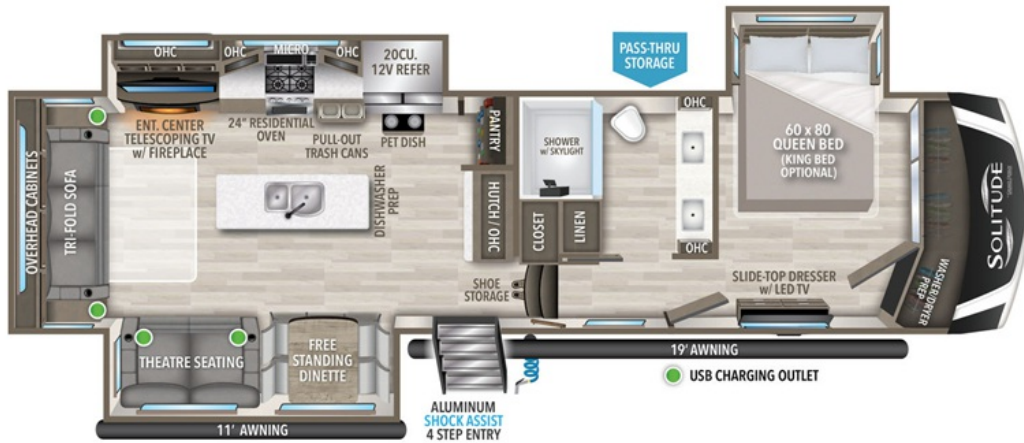 OHC
OHC
MICRO
OHC
20CU.
12V REFER
PASS-THRU
STORAGE
ENT. CENTER
TELESCOPING TV
w/ FIREPLACE
24" RESIDENTIAL
OVEN
PULL-OUT
TRASH CANS
PET DISH
PANTRY
SHOWER
w/ SKYLIGHT
OHC
60 x 80
QUEEN BED
(KING BED
OPTIONAL)
OVERHEAD CABINETS
TRI-FOLD SOFA
DISHWASHER
PREP
HUTCH / OHC
CLOSET
LINEN
OHC
SOLITUDE
WASHER/DRYER
PREP
SHOE
STORAGE
SLIDE-TOP DRESSER
w/ LED TV
THEATRE SEATING
FREE
STANDING
DINETTE
19' AWNING
USB CHARGING OUTLET
ALUMINUM
SHOCK ASSIST
4 STEP ENTRY
11' AWNING